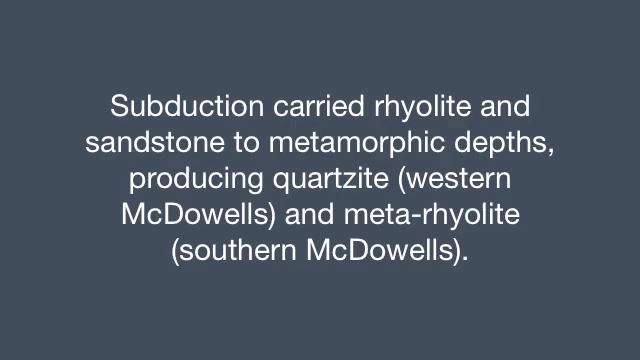 Subduction carried rhyolite and
sandstone to metamorphic depths,
producing quartzite (western
McDowells) and meta-rhyolite
(southern McDowells).